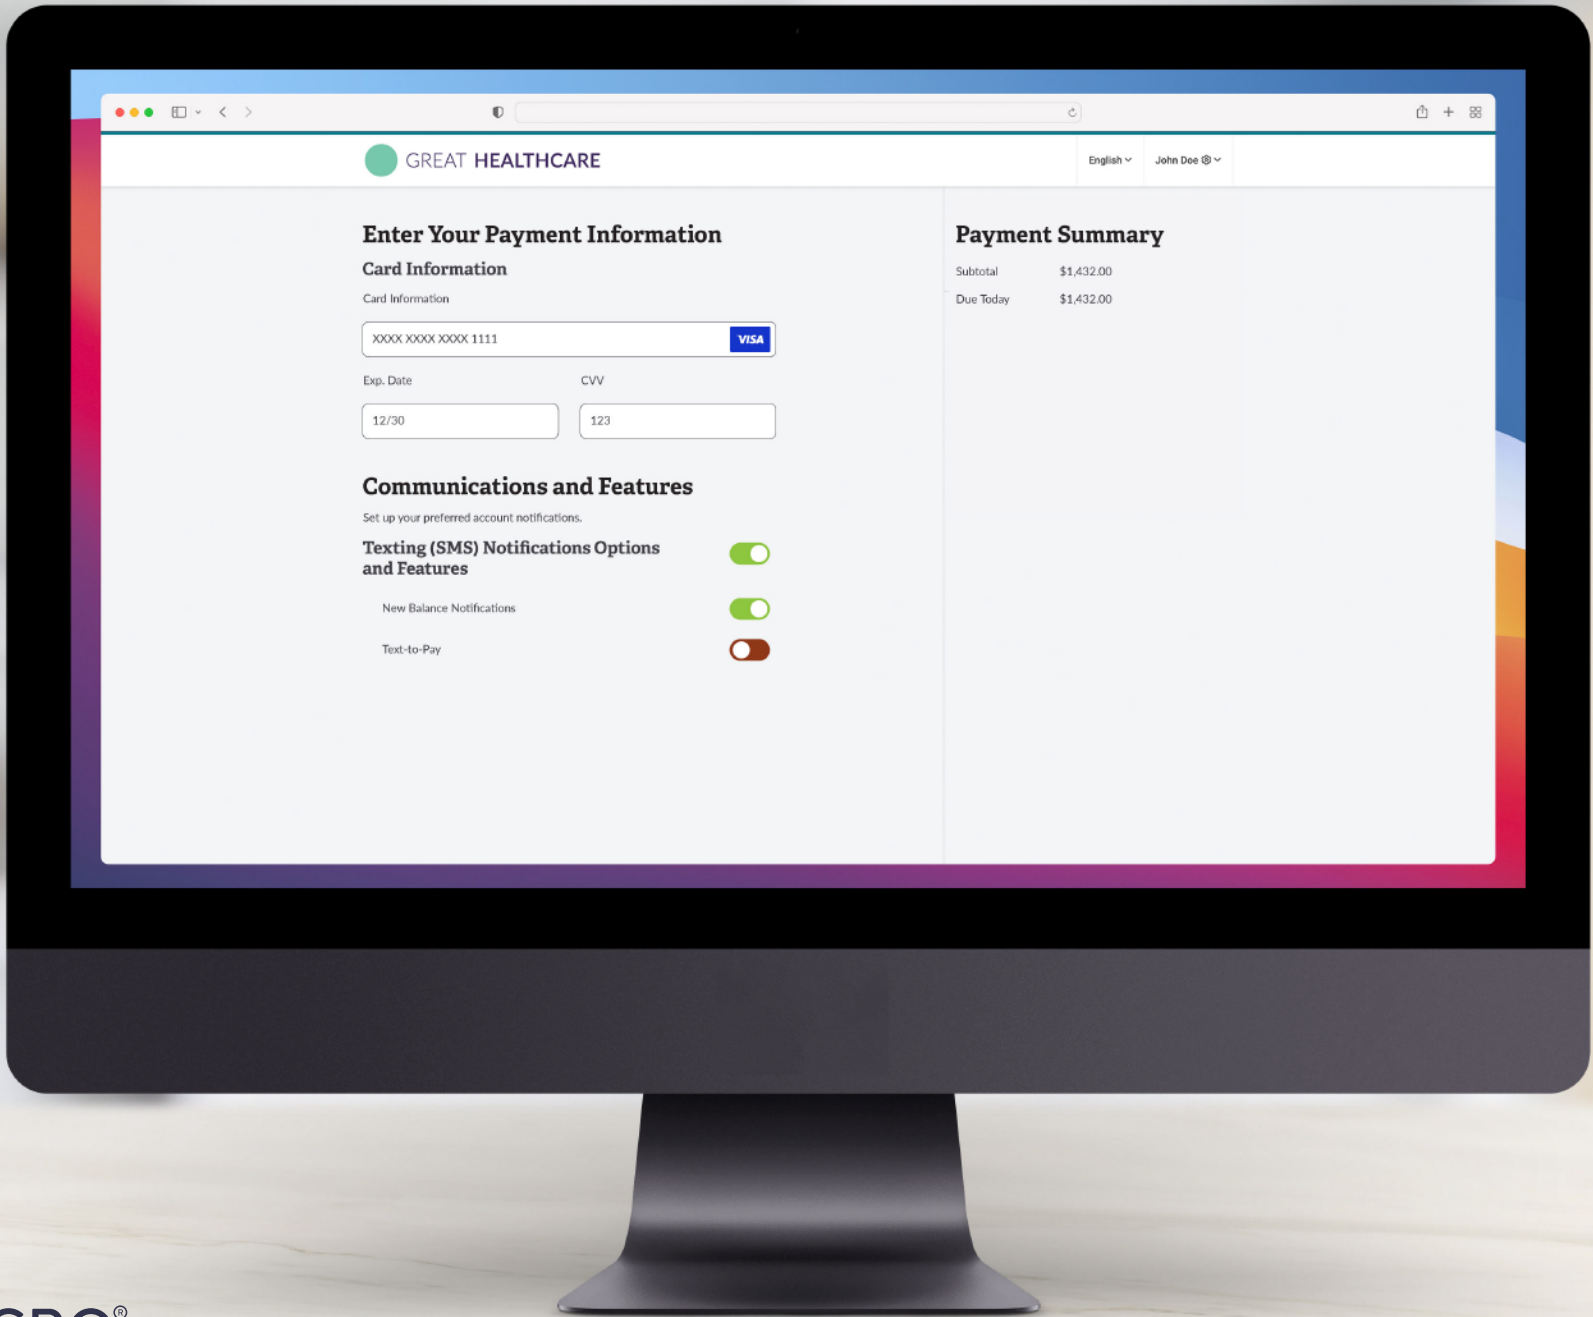 GREAT HEALTHCARE
English
John Doe
Enter Your Payment Information
Card Information
Card Information
XXXX XXXX XXXX 1111
VISA
Exp. Date
CVV
12/30
123
Communications and Features
Set up your preferred account notifications.
Texting (SMS) Notifications Options
and Features
New Balance Notifications
Text-to-Pay
Payment Summary
Subtotal $1,432.00
Due Today $1,432.00